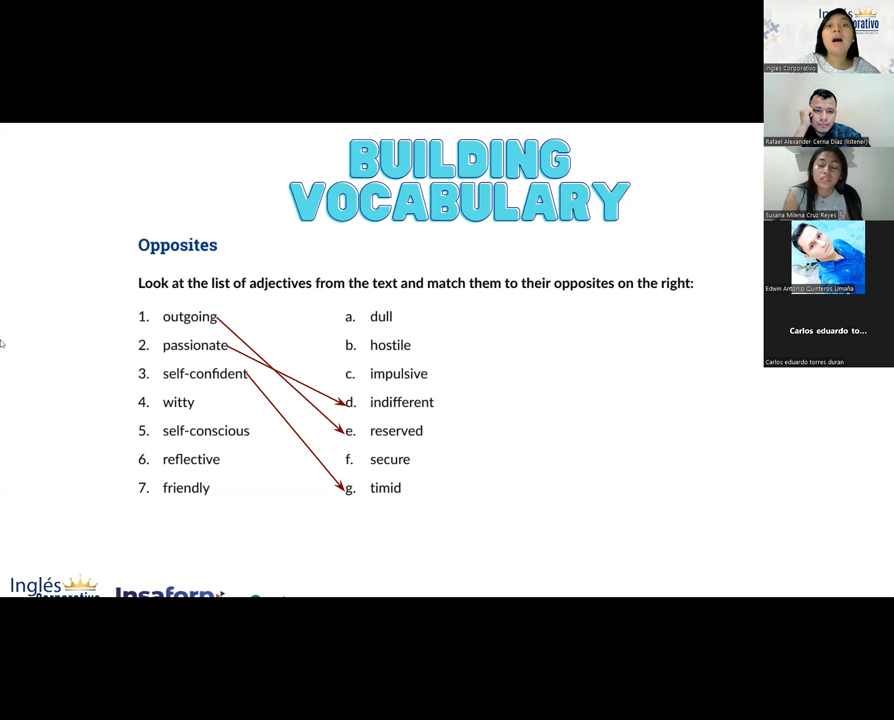 BUILDING
VOCABULARY
Opposites
Look at the list of adjectives from the text and match them to their opposites on the right:
1. outgoing
2. passionate
3. self-confident
4. witty
5. self-conscious
6. reflective
7. friendly
a. dull
b. hostile
c. impulsive
d. indifferent
e. reserved
f. secure
g. timid
Inglés
Corporativo
Insaforp
Inglés
Corporativo
Rafael Alexander Cerna Díaz (listener)
Susana Milena Cruz Reyes
Edwin Antonio Quinteros Umaña
Carlos eduardo to...
Carlos eduardo torres duran